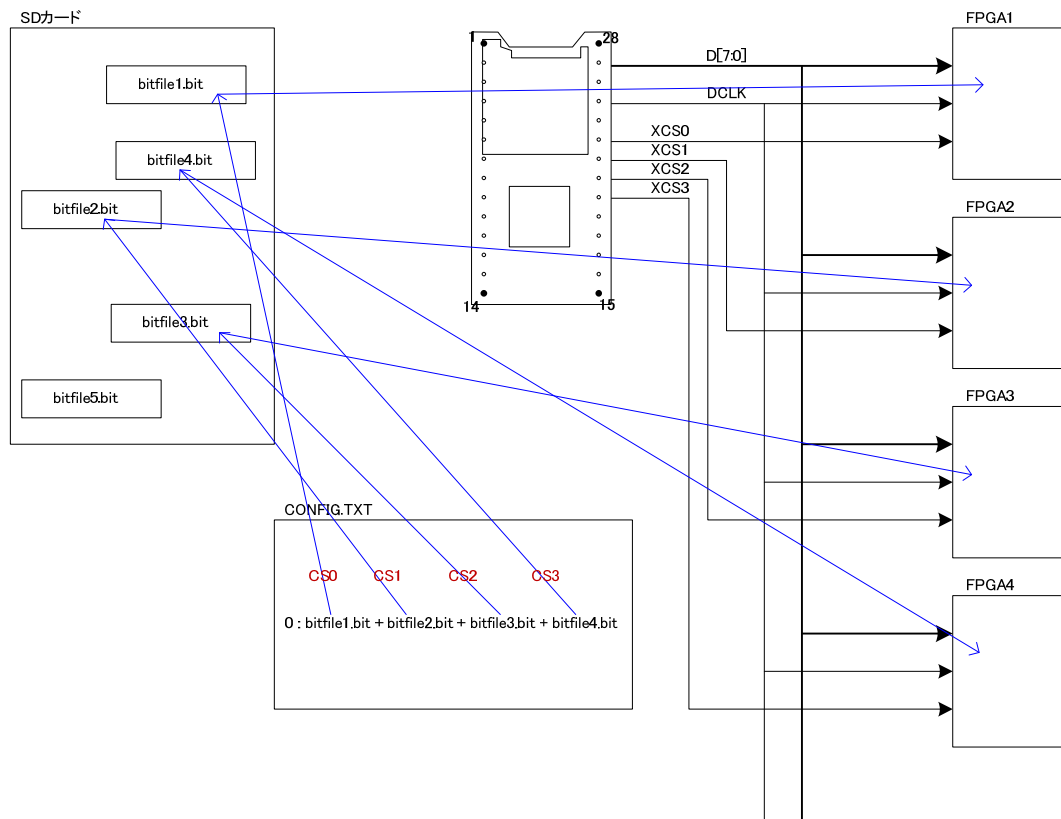 SDカード
bitfile1.bit
bitfile4.bit
bitfile2.bit
bitfile3.bit
bitfile5.bit
1
28
14
15
D[7:0]
DCLK
XCS0
XCS1
XCS2
XCS3
FPGA1
FPGA2
FPGA3
FPGA4
CONFIG.TXT
CS0 CS1 CS2 CS3
0 : bitfile1.bit + bitfile2.bit + bitfile3.bit + bitfile4.bit